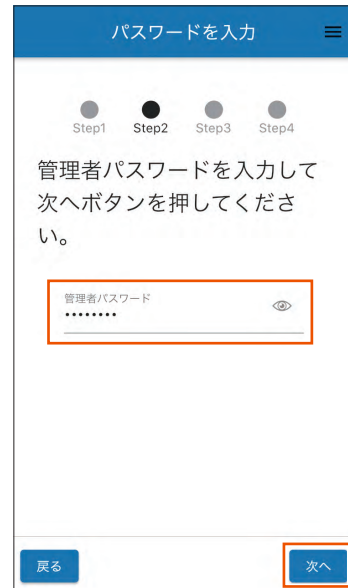 パスワードを入力
Step1 Step2 Step3 Step4
管理者パスワードを入力して
次へボタンを押してくださ
い。
管理者パスワード
••••••••
戻る 次へ